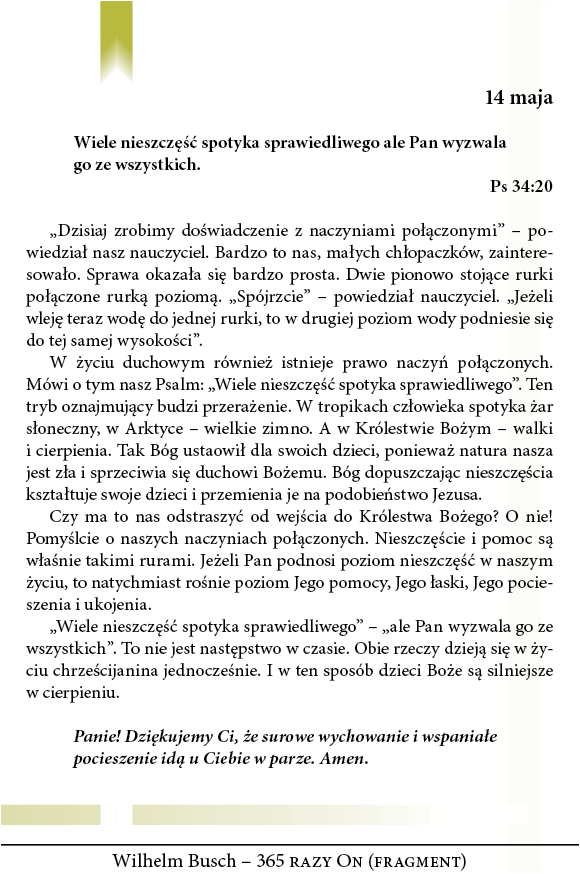 14 maja
Wiele nieszczęść spotyka sprawiedliwego ale Pan wyzwala
go ze wszystkich.
Ps 34:20
„Dzisiaj zrobimy doświadczenie z naczyniami połączonymi” – po-
wiedział nasz nauczyciel. Bardzo to nas, małych chłopaczków, zaintere-
sowało. Sprawa okazała się bardzo prosta. Dwie pionowo stojące rurki
połączone rurką poziomą. „Spójrzcie” – powiedział nauczyciel. „Jeżeli
wleję teraz wodę do jednej rurki, to w drugiej poziom wody podniesie się
do tej samej wysokości”.
W życiu duchowym również istnieje prawo naczyń połączonych.
Mówi o tym nasz Psalm: „Wiele nieszczęść spotyka sprawiedliwego”. Ten
tryb oznajmujący budzi przerażenie. W tropikach człowieka spotyka żar
słoneczny, w Arktyce – wielkie zimno. A w Królestwie Bożym – walki
i cierpienia. Tak Bóg ustaowił dla swoich dzieci, ponieważ natura nasza
jest zła i sprzeciwia się duchowi Bożemu. Bóg dopuszczając nieszczęścia
kształtuje swoje dzieci i przemienia je na podobieństwo Jezusa.
Czy ma to nas odstraszyć od wejścia do Królestwa Bożego? O nie!
Pomyślcie o naszych naczyniach połączonych. Nieszczęście i pomoc są
właśnie takimi rurami. Jeżeli Pan podnosi poziom nieszczęść w naszym
życiu, to natychmiast rośnie poziom Jego pomocy, Jego łaski, Jego pocie-
szenia i ukojenia.
„Wiele nieszczęść spotyka sprawiedliwego” – „ale Pan wyzwala go ze
wszystkich”. To nie jest następstwo w czasie. Obie rzeczy dzieją się w ży-
ciu chrześcijanina jednocześnie. I w ten sposób dzieci Boże są silniejsze
w cierpieniu.
Panie! Dziękujemy Ci, że surowe wychowanie i wspaniałe
pocieszenie idą u Ciebie w parze. Amen.
Wilhelm Busch – 365 razy On (fragment)